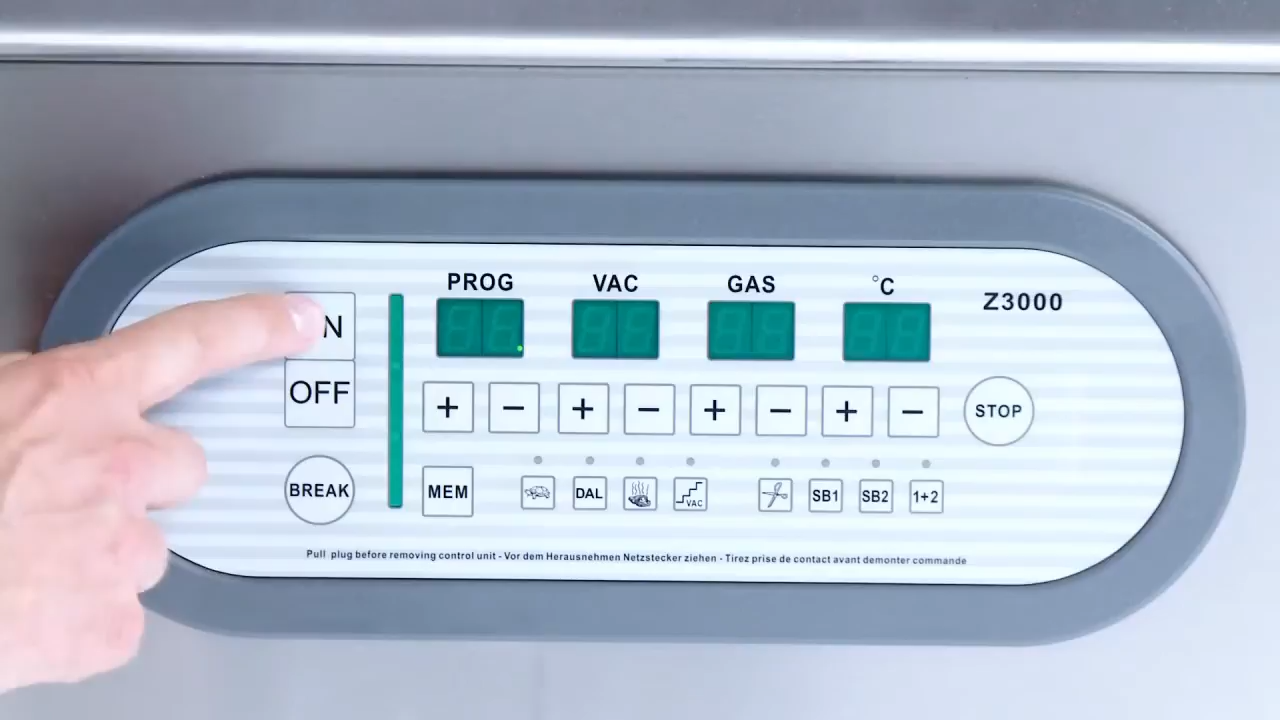 PROG VAC GAS °C
Z3000
N
OFF
+ − + − + − + −
STOP
BREAK
MEM DAL VAC SB1 SB2 1+2
Pull plug before removing control unit - Vor dem Herausnehmen Netzstecker ziehen - Tirez prise de contact avant demonter commande